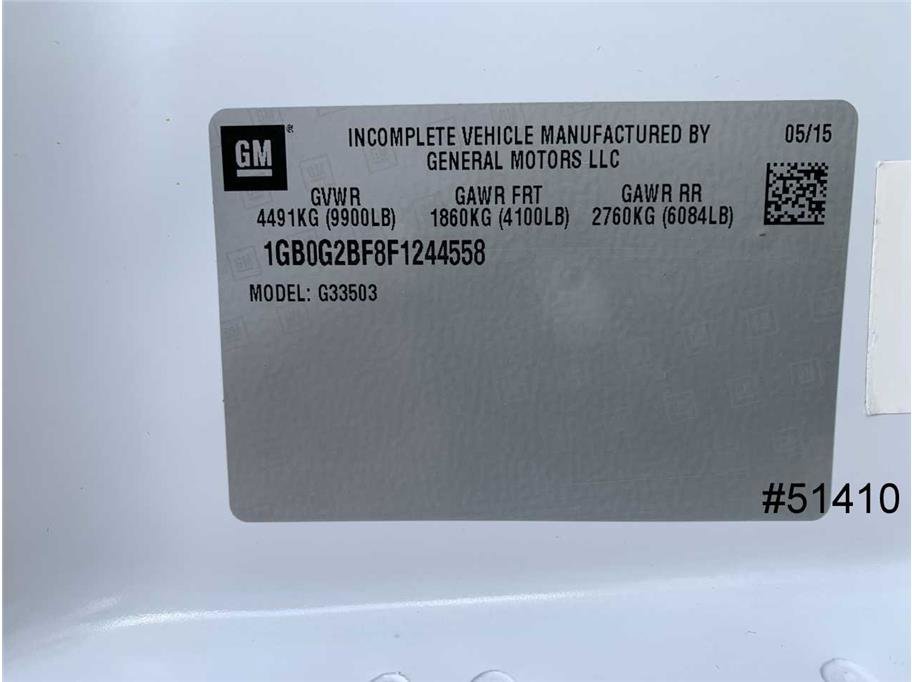 GM
INCOMPLETE VEHICLE MANUFACTURED BY
GENERAL MOTORS LLC
05/15
GVWR GAWR FRT GAWR RR
4491KG (9900LB) 1860KG (4100LB) 2760KG (6084LB)
1GB0G2BF8F1244558
MODEL: G33503
#51410